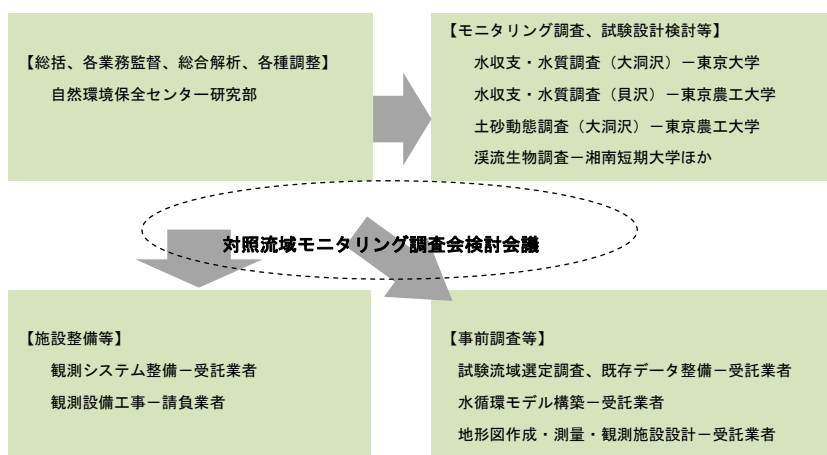 【総括、各業務監督、総合解析、各種調整】
自然環境保全センター研究部
【モニタリング調査、試験設計検討等】
水収支・水質調査（大洞沢）－東京大学
水収支・水質調査（貝沢）－東京農工大学
土砂動態調査（大洞沢）－東京農工大学
渓流生物調査－湘南短期大学ほか
対照流域モニタリング調査会検討会議
【施設整備等】
観測システム整備－受託業者
観測設備工事－請負業者
【事前調査等】
試験流域選定調査、既存データ整備－受託業者
水循環モデル構築－受託業者
地形図作成・測量・観測施設設計－受託業者